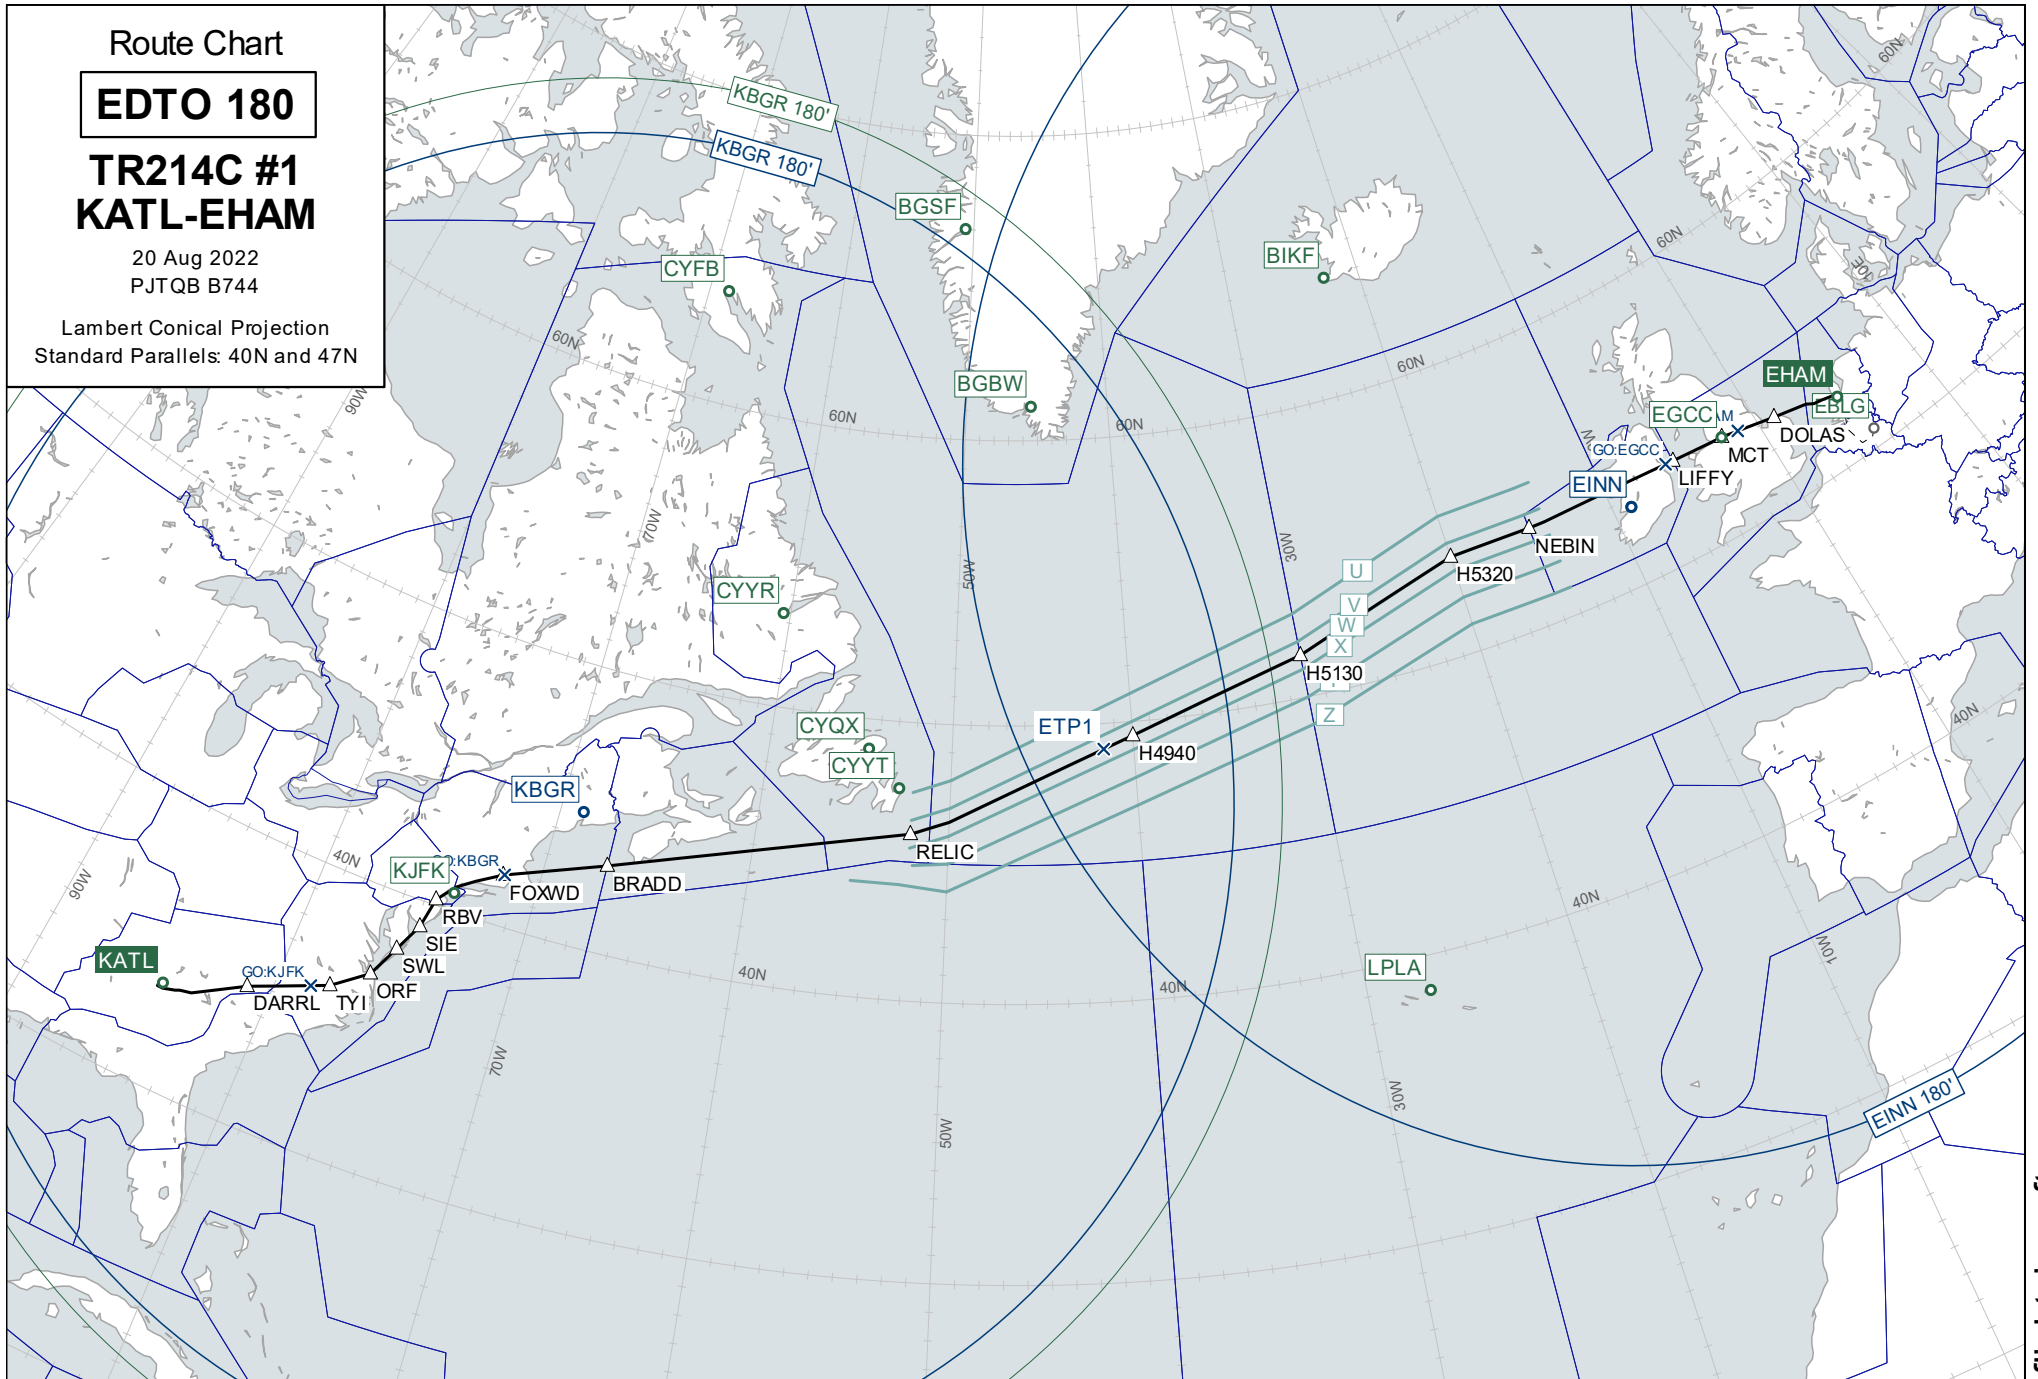 Route Chart
EDTO 180
TR214C #1
KATL-EHAM
20 Aug 2022
PJTQB B744
Lambert Conical Projection
Standard Parallels: 40N and 47N
KBGR 180'
KBGR 180'
60N
BGSF
60N
BIKF
10E
CYFB
60N
60N
EHAM
BGBW
90W
EBLG
60N
60N
EGCC
DOLAS
MCT
GO:EGCC
LIFFY
EINN
70W
30W
NEBIN
50W
U
H5320
CYYR
V
W
X
H5130
Z
40N
CYQX
ETP1
H4940
CYYT
KBGR
RELIC
40N
GO:KBGR
KJFK
BRADD
90W
FOXWD
40N
RBV
SIE
10W
KATL
SWL
LPLA
GO:KJFK
40N
40N
DARRL
TYI
ORF
70W
30W
EINN 180'
50W